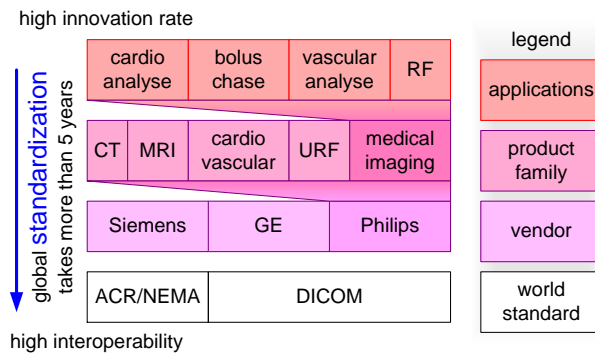 high innovation rate
global standardization
takes more than 5 years
cardio analyse
bolus chase
vascular analyse
RF
CT
MRI
cardio vascular
URF
medical imaging
Siemens
GE
Philips
ACR/NEMA
DICOM
high interoperability
legend
applications
product family
vendor
world standard